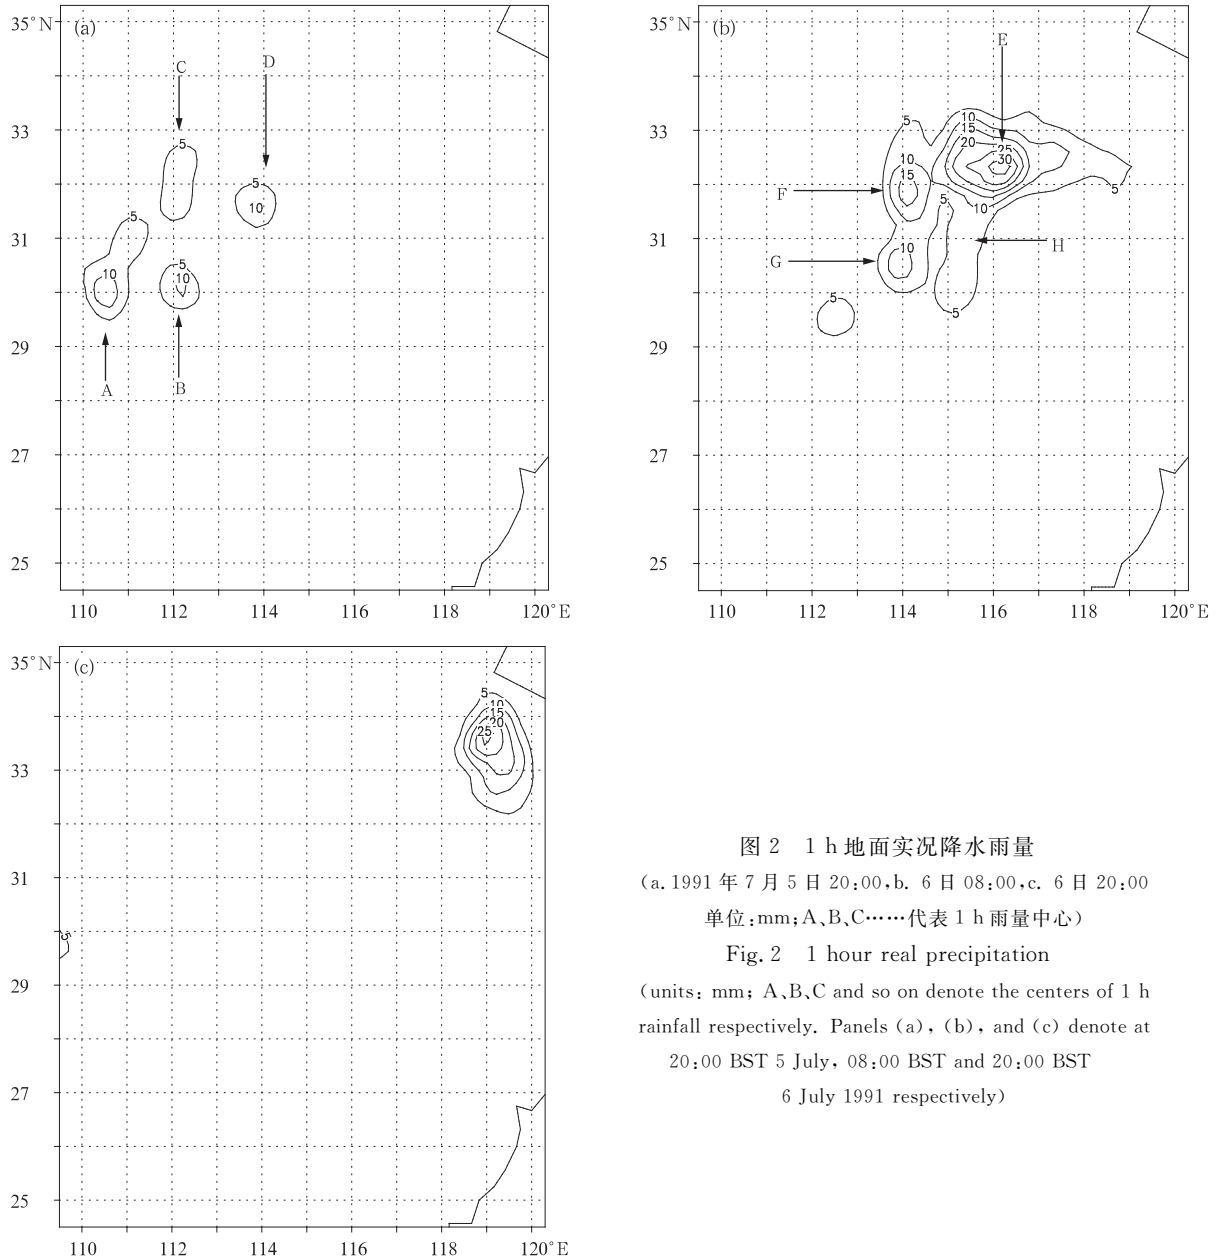 35°N
(a)
C
D
33
5
5
10
31
5
10
5
10
29
A
B
27
25
110
112
114
116
118
120°E
35°N
(b)
E
33
5
10
15
20
25
30
10
15
F
5
5
10
31
H
G
10
5
5
29
27
25
110
112
114
116
118
120°E
35°N
(c)
5
10
15
20
25
33
31
5
29
27
25
110
112
114
116
118
120°E
图 2 1 h 地面实况降水雨量
(a. 1991 年 7 月 5 日 20:00,b. 6 日 08:00,c. 6 日 20:00
单位:mm;A、B、C……代表 1 h 雨量中心)
Fig. 2 1 hour real precipitation
(units: mm; A、B、C and so on denote the centers of 1 h
rainfall respectively. Panels (a), (b), and (c) denote at
20:00 BST 5 July, 08:00 BST and 20:00 BST
6 July 1991 respectively)